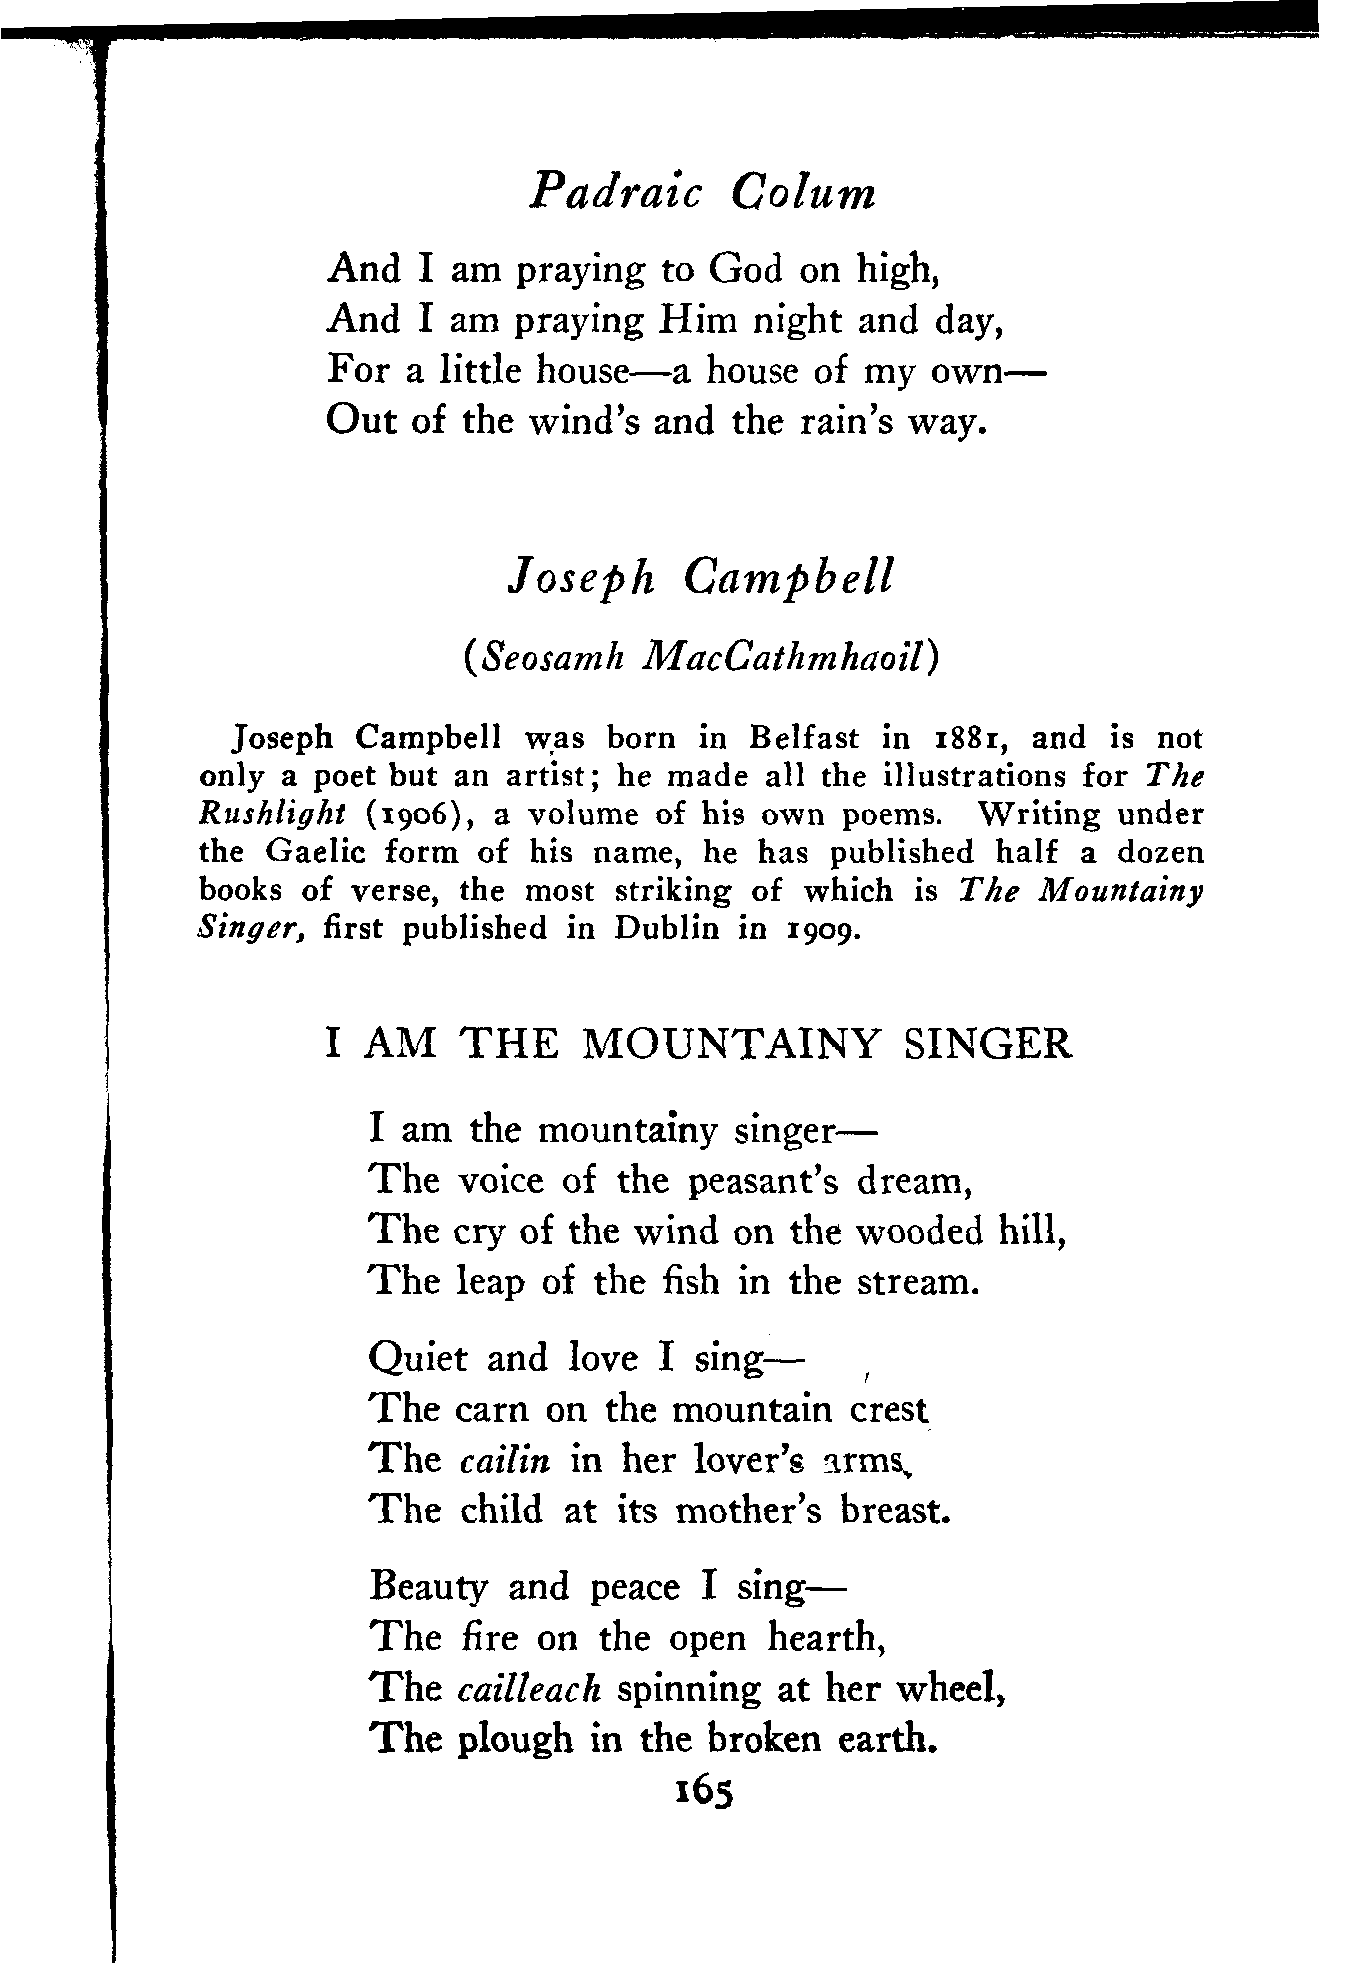 Padraic Colum
And I am praying to God on high,
And I am praying Him night and day,
For a little house—a house of my own—
Out of the wind's and the rain's way.
Joseph Campbell
(Seosamh MacCathmhaoil)
Joseph Campbell was born in Belfast in 1881, and is not
only a poet but an artist; he made all the illustrations for The
Rushlight (1906), a volume of his own poems. Writing under
the Gaelic form of his name, he has published half a dozen
books of verse, the most striking of which is The Mountainy
Singer, first published in Dublin in 1909.
I AM THE MOUNTAINY SINGER
I am the mountainy singer—
The voice of the peasant's dream,
The cry of the wind on the wooded hill,
The leap of the fish in the stream.
Quiet and love I sing—
The carn on the mountain crest
The cailin in her lover's arms,
The child at its mother's breast.
Beauty and peace I sing—
The fire on the open hearth,
The cailleach spinning at her wheel,
The plough in the broken earth.
165